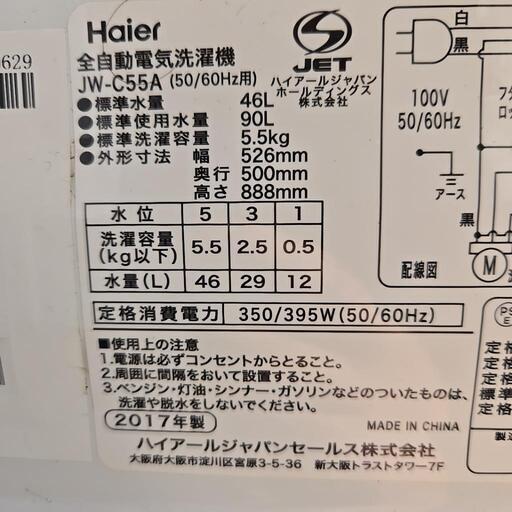 629
Haier
全自動電気洗濯機
JW-C55A (50/60Hz用)
■標準水量 46L
■標準使用水量 90L
■標準洗濯容量 5.5kg
■外形寸法 幅 526mm
奥行 500mm
高さ 888mm
S JET
ハイアールジャパン
ホールディングス
株式会社
白
黒
100V
50/60Hz
アース
黒
M
配線図
水位 5 3 1
洗濯容量(kg以下) 5.5 2.5 0.5
水量(L) 46 29 12
定格消費電力 350/395W(50/60Hz)
■使用上の注意
1.電源は必ずコンセントからとること。
2.周囲に間隔をおいて設置すること。
3.ベンジン・灯油・シンナー・ガソリンなどのついたものは、
洗濯や脱水をしないでください。
2017年製
MADE IN CHINA
ハイアールジャパンセールス株式会社
大阪府大阪市淀川区宮原3-5-36 新大阪トラストタワー7F
PS
E
定格
定格
標準
定格